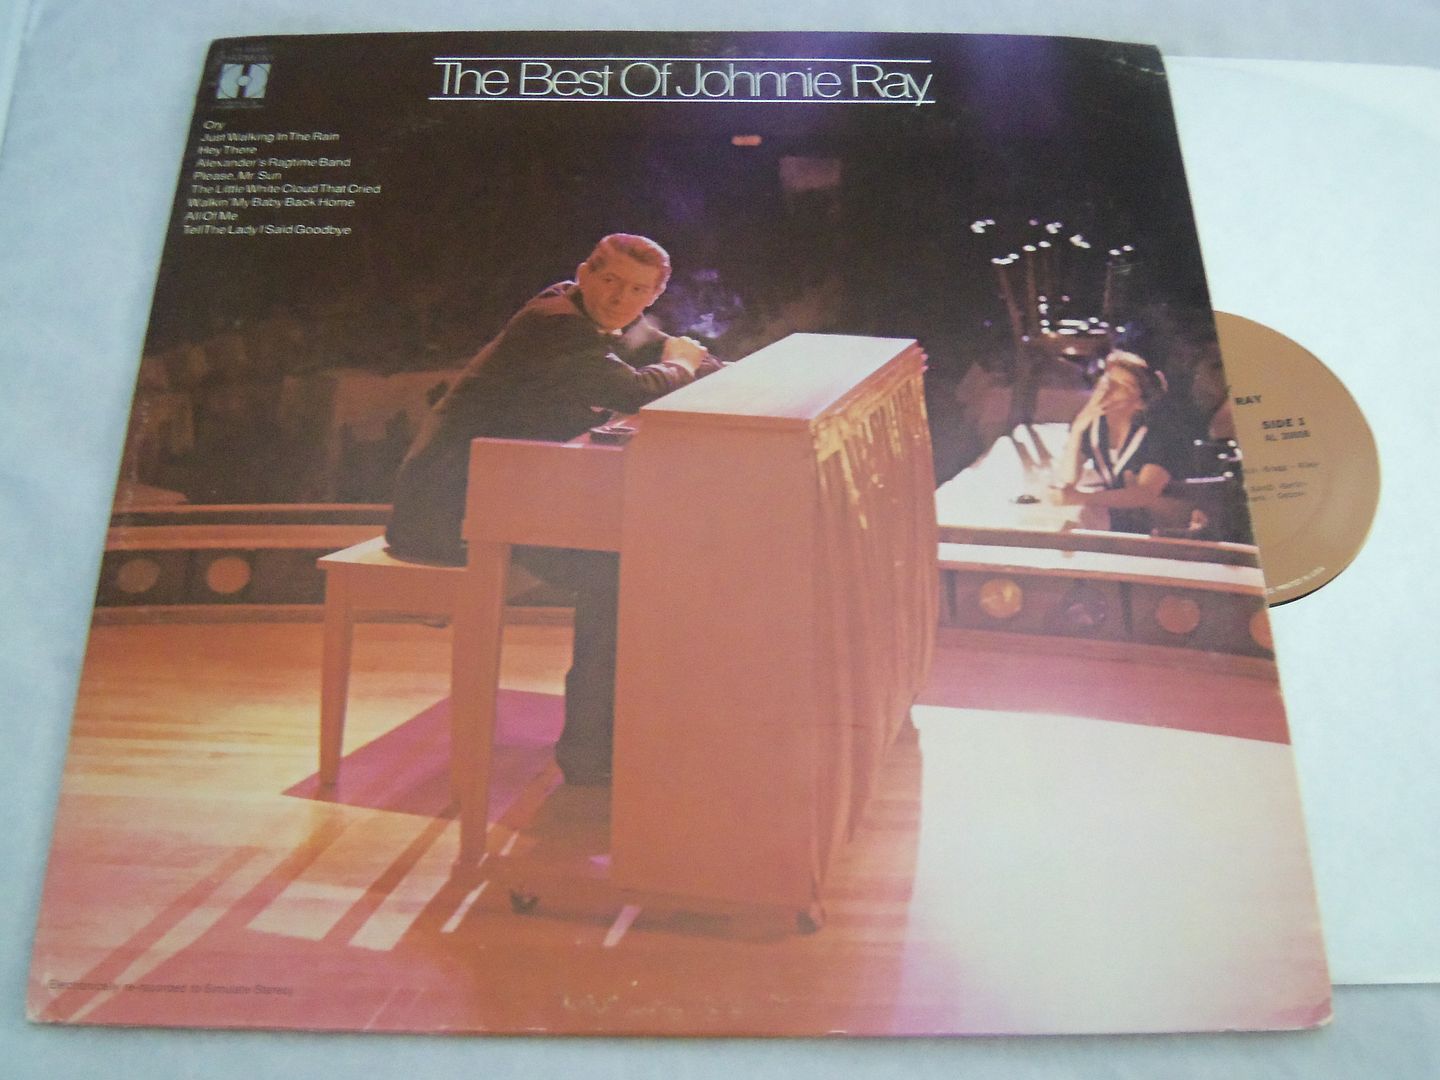 HARMONY
The Best Of Johnnie Ray
Cry
Just Walking In The Rain
Hey There
Alexander's Ragtime Band
Please, Mr Sun
The Little White Cloud That Cried
Walkin' My Baby Back Home
All Of Me
Tell The Lady I Said Goodbye
RAY
SIDE 1
Electronically re-recorded to Simulate Stereo